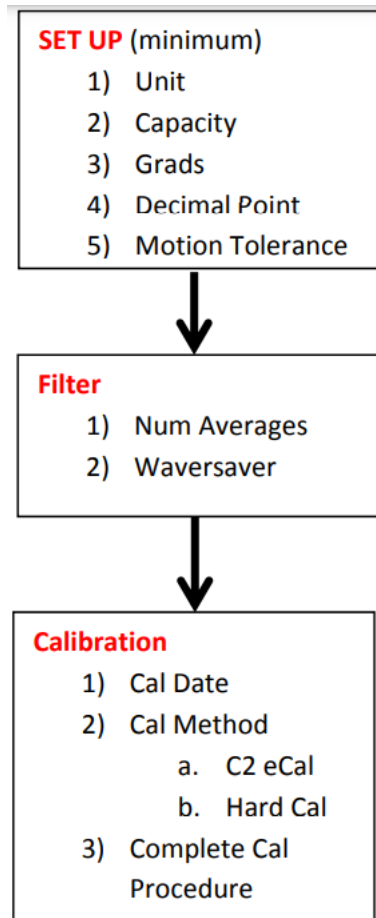 SET UP (minimum)
1) Unit
2) Capacity
3) Grads
4) Decimal Point
5) Motion Tolerance
Filter
1) Num Averages
2) Waversaver
Calibration
1) Cal Date
2) Cal Method
a. C2 eCal
b. Hard Cal
3) Complete Cal
Procedure